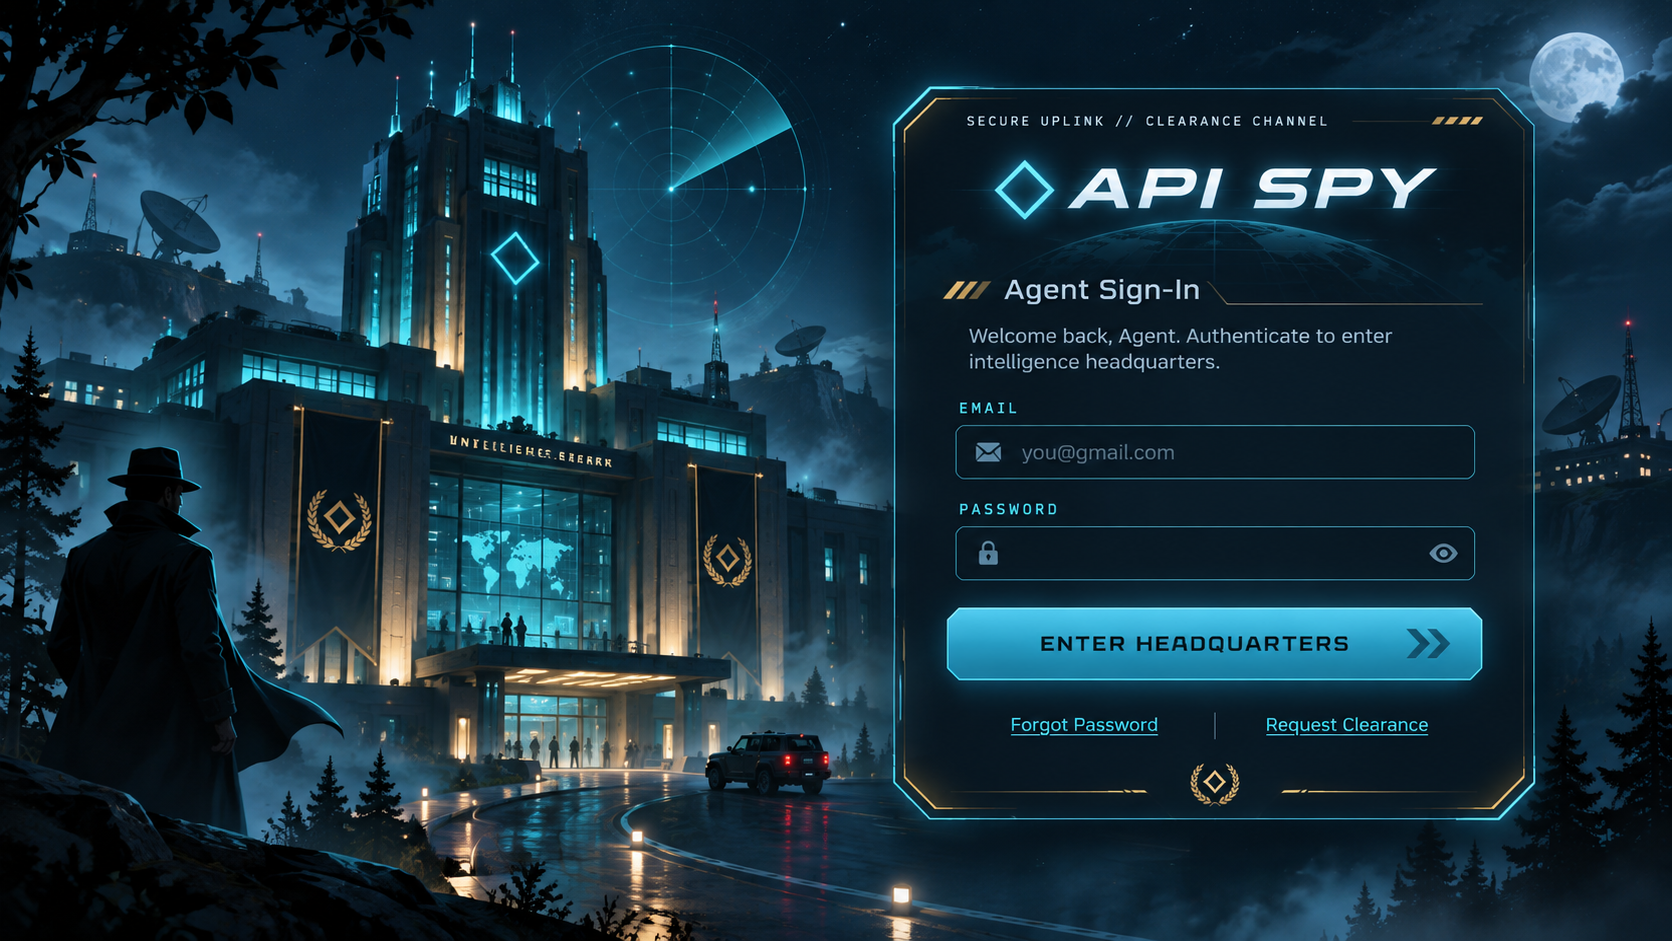 SECURE UPLINK // CLEARANCE CHANNEL
API SPY
Agent Sign-In
Welcome back, Agent. Authenticate to enter
intelligence headquarters.
EMAIL
you@gmail.com
PASSWORD
ENTER HEADQUARTERS
Forgot Password
Request Clearance